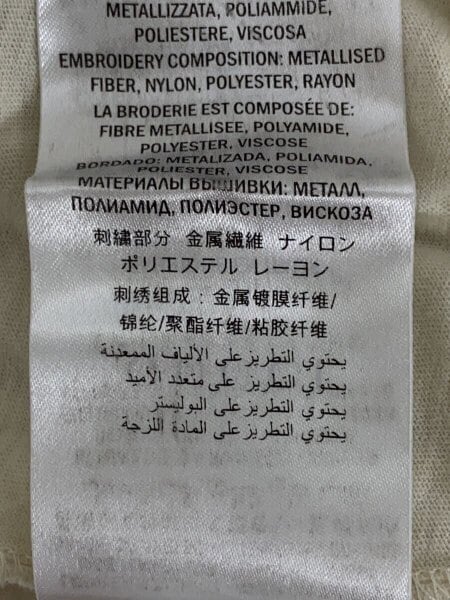 METALLIZZATA, POLIAMMIDE,
POLIESTERE, VISCOSA
EMBROIDERY COMPOSITION: METALLISED
FIBER, NYLON, POLYESTER, RAYON
LA BRODERIE EST COMPOSÉE DE:
FIBRE METALLISEE, POLYAMIDE,
POLYESTER, VISCOSE
BORDADO: METALIZADA, POLIAMIDA,
POLIESTER, VISCOSE
МАТЕРИАЛЫ ВЫШИВКИ: МЕТАЛЛ,
ПОЛИАМИД, ПОЛИЭСТЕР, ВИСКОЗА
刺繍部分 金属繊維 ナイロン
ポリエステル レーヨン
刺绣组成：金属镀膜纤维/
锦纶/聚酯纤维/粘胶纤维
يحتوي التطريز على الألياف الممعدنة
يحتوي التطريز على متعدد الأميد
يحتوي التطريز على البوليستر
يحتوي التطريز على المادة اللزجة